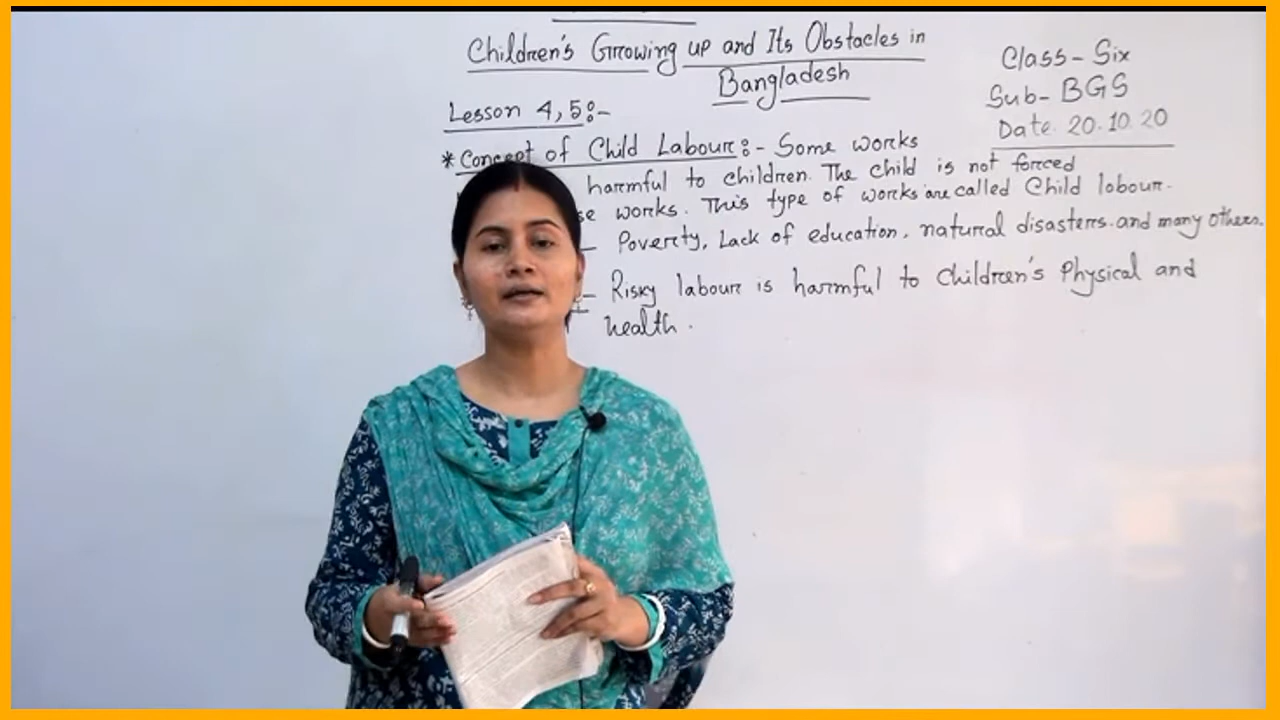 Children's Growing up and Its Obstacles in
Bangladesh
Class- Six
Sub- BGS
Date. 20.10.20
Lesson 4,5:-
*Concept of Child Labour:- Some works
harmful to children. The child is not forced
works. This type of works are called Child labour.
Poverty, Lack of education, natural disasters and many others.
Risky labour is harmful to Children's Physical and
health.